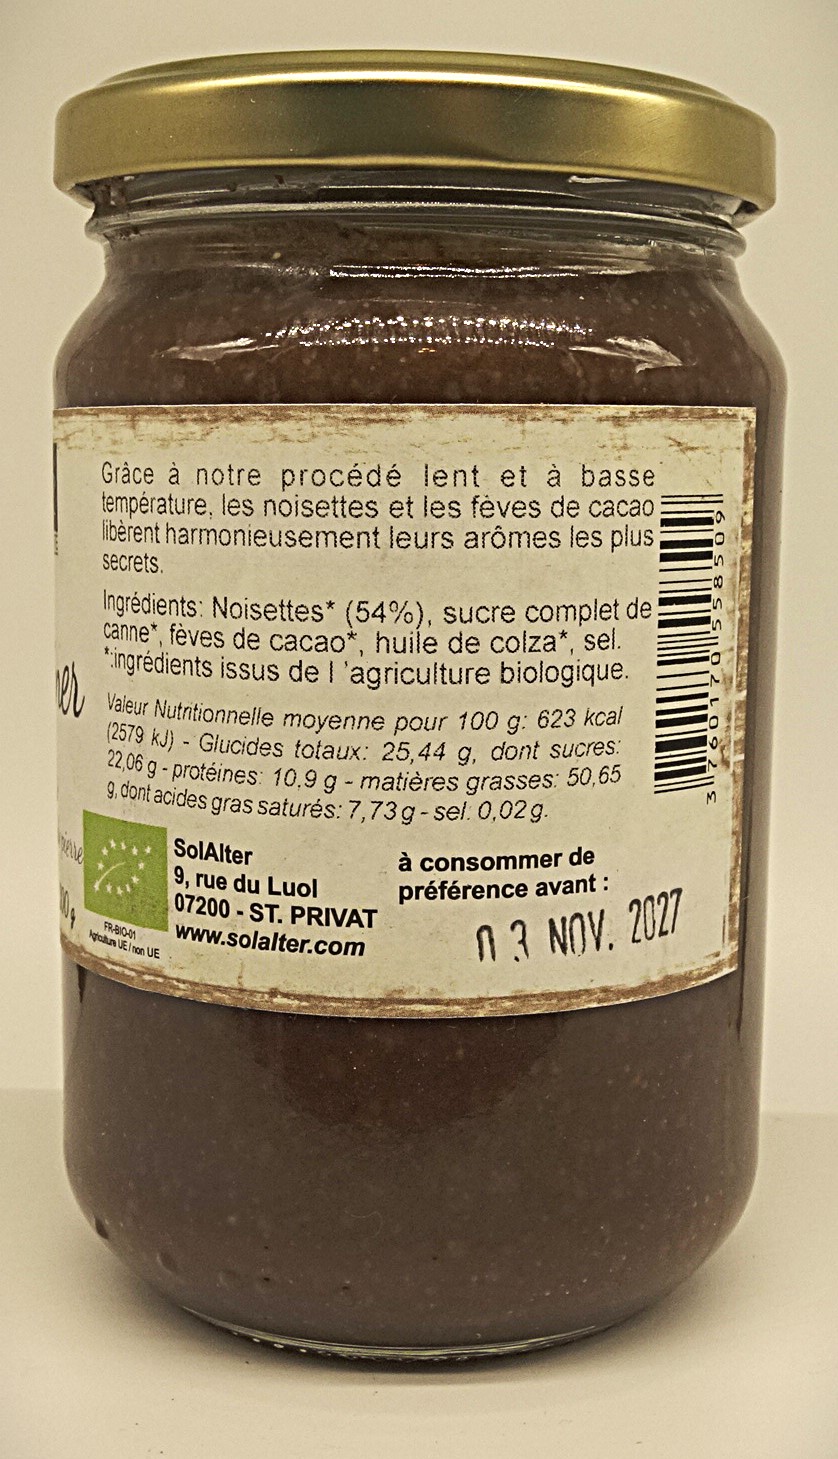 Grâce à notre procédé lent et à basse
température, les noisettes et les fèves de cacao
libèrent harmonieusement leurs arômes les plus
secrets.
Ingrédients: Noisettes* (54%), sucre complet de
canne*, fèves de cacao*, huile de colza*, sel.
*:ingrédients issus de l 'agriculture biologique.
Valeur Nutritionnelle moyenne pour 100 g: 623 kcal
(2579 kJ) - Glucides totaux: 25,44 g, dont sucres:
22,06 g - protéines: 10,9 g - matières grasses: 50,65
g, dont acides gras saturés: 7,73 g - sel: 0,02 g.
SolAlter
9, rue du Luol
07200 - ST. PRIVAT
www.solalter.com
FR-BIO-01
Agriculture UE / non UE
à consommer de
préférence avant :
03 NOV. 2027
3 760170 558509